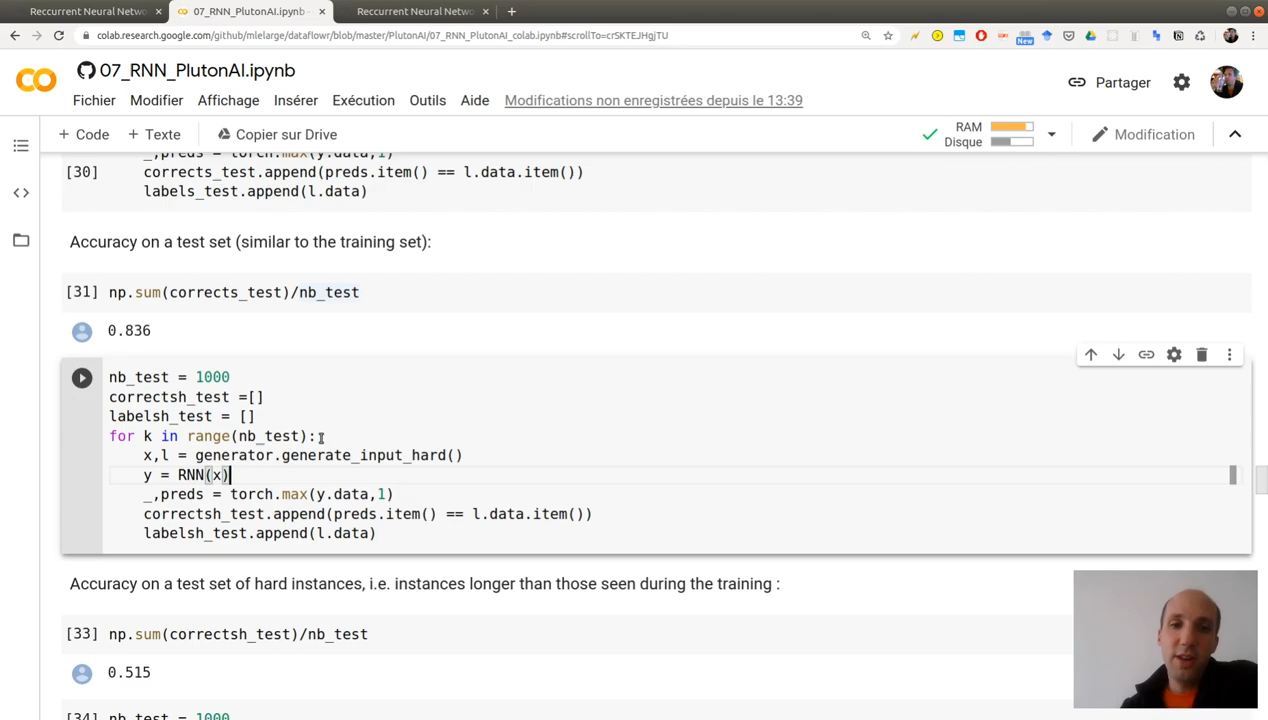 Reccurrent Neural Netwo
07_RNN_PlutonAI.ipynb
Reccurrent Neural Netwo
colab.research.google.com/github/mlelarge/dataflowr/blob/master/PlutonAI/07_RNN_PlutonAI_colab.ipynb#scrollTo=crSKTEJHgjTU
New
07_RNN_PlutonAI.ipynb
Partager
Fichier Modifier Affichage Insérer Exécution Outils Aide Modifications non enregistrées depuis le 13:39
+ Code + Texte Copier sur Drive
RAM
Disque
Modification
_,preds = torch.max(y.data,1)
[30] corrects_test.append(preds.item() == l.data.item())
labels_test.append(l.data)
Accuracy on a test set (similar to the training set):
[31] np.sum(corrects_test)/nb_test
0.836
nb_test = 1000
correctsh_test =[]
labelsh_test = []
for k in range(nb_test):
x,l = generator.generate_input_hard()
y = RNN(x)
_,preds = torch.max(y.data,1)
correctsh_test.append(preds.item() == l.data.item())
labelsh_test.append(l.data)
Accuracy on a test set of hard instances, i.e. instances longer than those seen during the training :
[33] np.sum(correctsh_test)/nb_test
0.515
[34] nb_test = 1000